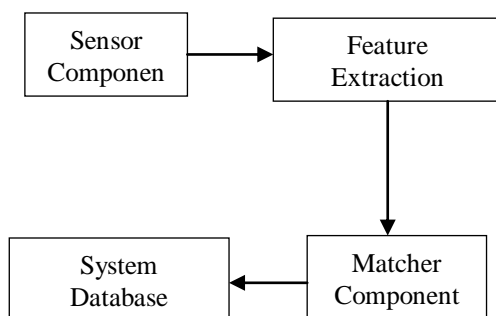 Sensor
Componen
Feature
Extraction
System
Database
Matcher
Component